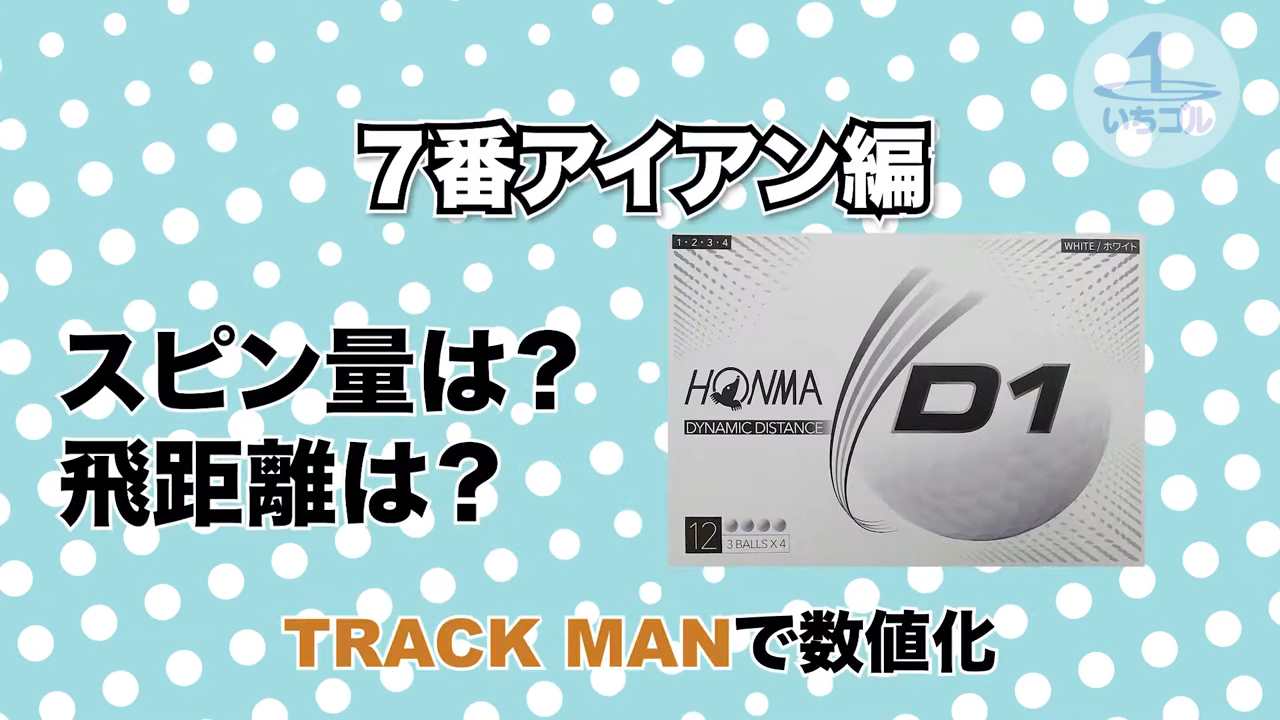 いちゴル
7番アイアン編
1・2・3・4
WHITE / ホワイト
スピン量は？
飛距離は？
HONMA
DYNAMIC DISTANCE
D1
12
3 BALLS X 4
TRACK MANで数値化